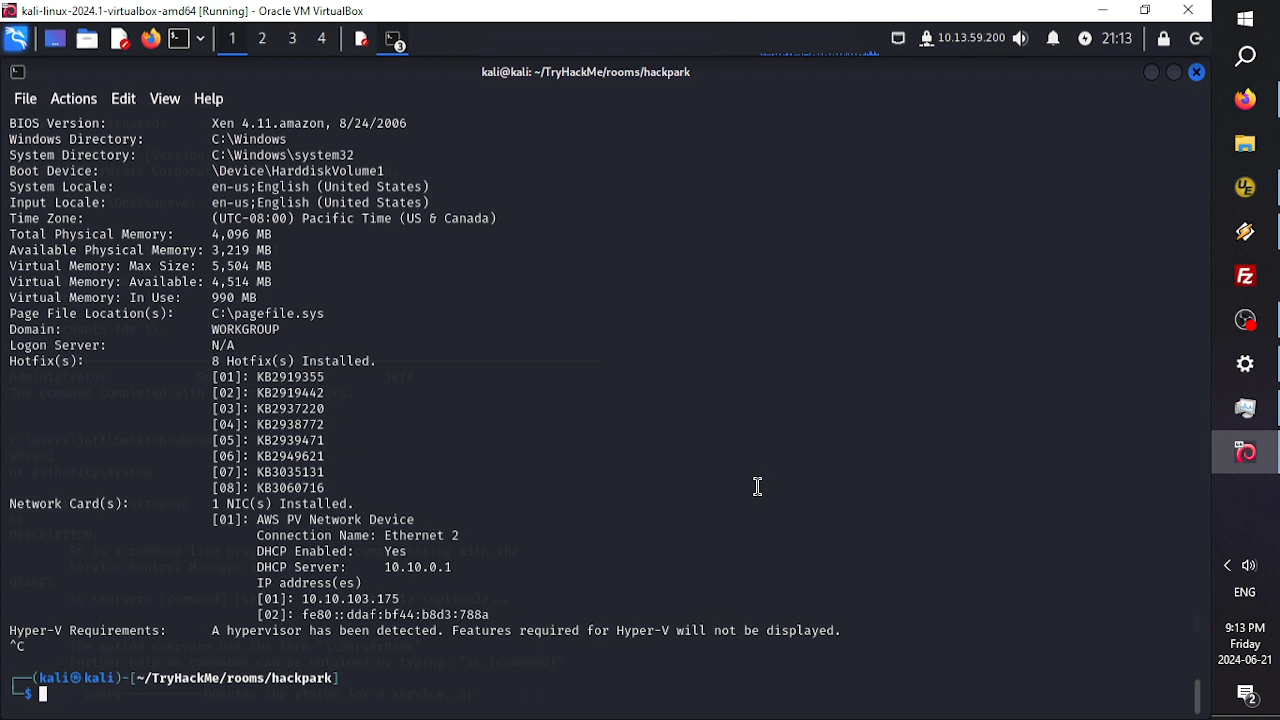 kali-linux-2024.1-virtualbox-amd64 [Running] - Oracle VM VirtualBox
1 2 3 4
3
10.13.59.200
21:13
kali@kali: ~/TryHackMe/rooms/hackpark
File Actions Edit View Help
BIOS Version: Xen 4.11.amazon, 8/24/2006
Windows Directory: C:\Windows
System Directory: C:\Windows\system32
Boot Device: \Device\HarddiskVolume1
System Locale: en-us;English (United States)
Input Locale: en-us;English (United States)
Time Zone: (UTC-08:00) Pacific Time (US & Canada)
Total Physical Memory: 4,096 MB
Available Physical Memory: 3,219 MB
Virtual Memory: Max Size: 5,504 MB
Virtual Memory: Available: 4,514 MB
Virtual Memory: In Use: 990 MB
Page File Location(s): C:\pagefile.sys
Domain: WORKGROUP
Logon Server: N/A
Hotfix(s): 8 Hotfix(s) Installed.
[01]: KB2919355
[02]: KB2919442
[03]: KB2937220
[04]: KB2938772
[05]: KB2939471
[06]: KB2949621
[07]: KB3035131
[08]: KB3060716
Network Card(s): 1 NIC(s) Installed.
[01]: AWS PV Network Device
Connection Name: Ethernet 2
DHCP Enabled: Yes
DHCP Server: 10.10.0.1
IP address(es)
[01]: 10.10.103.175
[02]: fe80::ddaf:bf44:b8d3:788a
Hyper-V Requirements: A hypervisor has been detected. Features required for Hyper-V will not be displayed.
^C
┌──(kali㉿kali)-[~/TryHackMe/rooms/hackpark]
└─$
UE
Fz
ENG
9:13 PM
Friday
2024-06-21
2